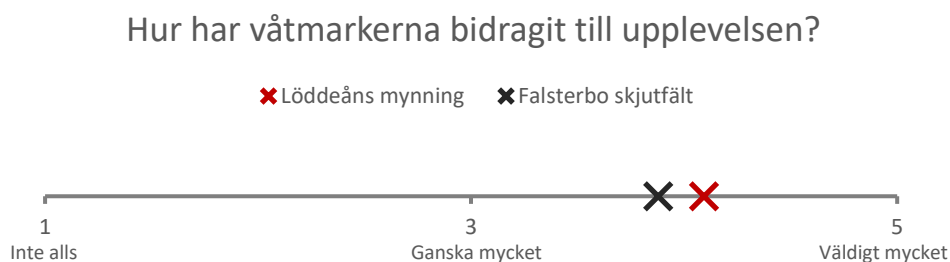 Hur har våtmarkerna bidragit till upplevelsen?
Löddeåns mynning Falsterbo skjutfält
1 3 5
Inte alls Ganska mycket Väldigt mycket